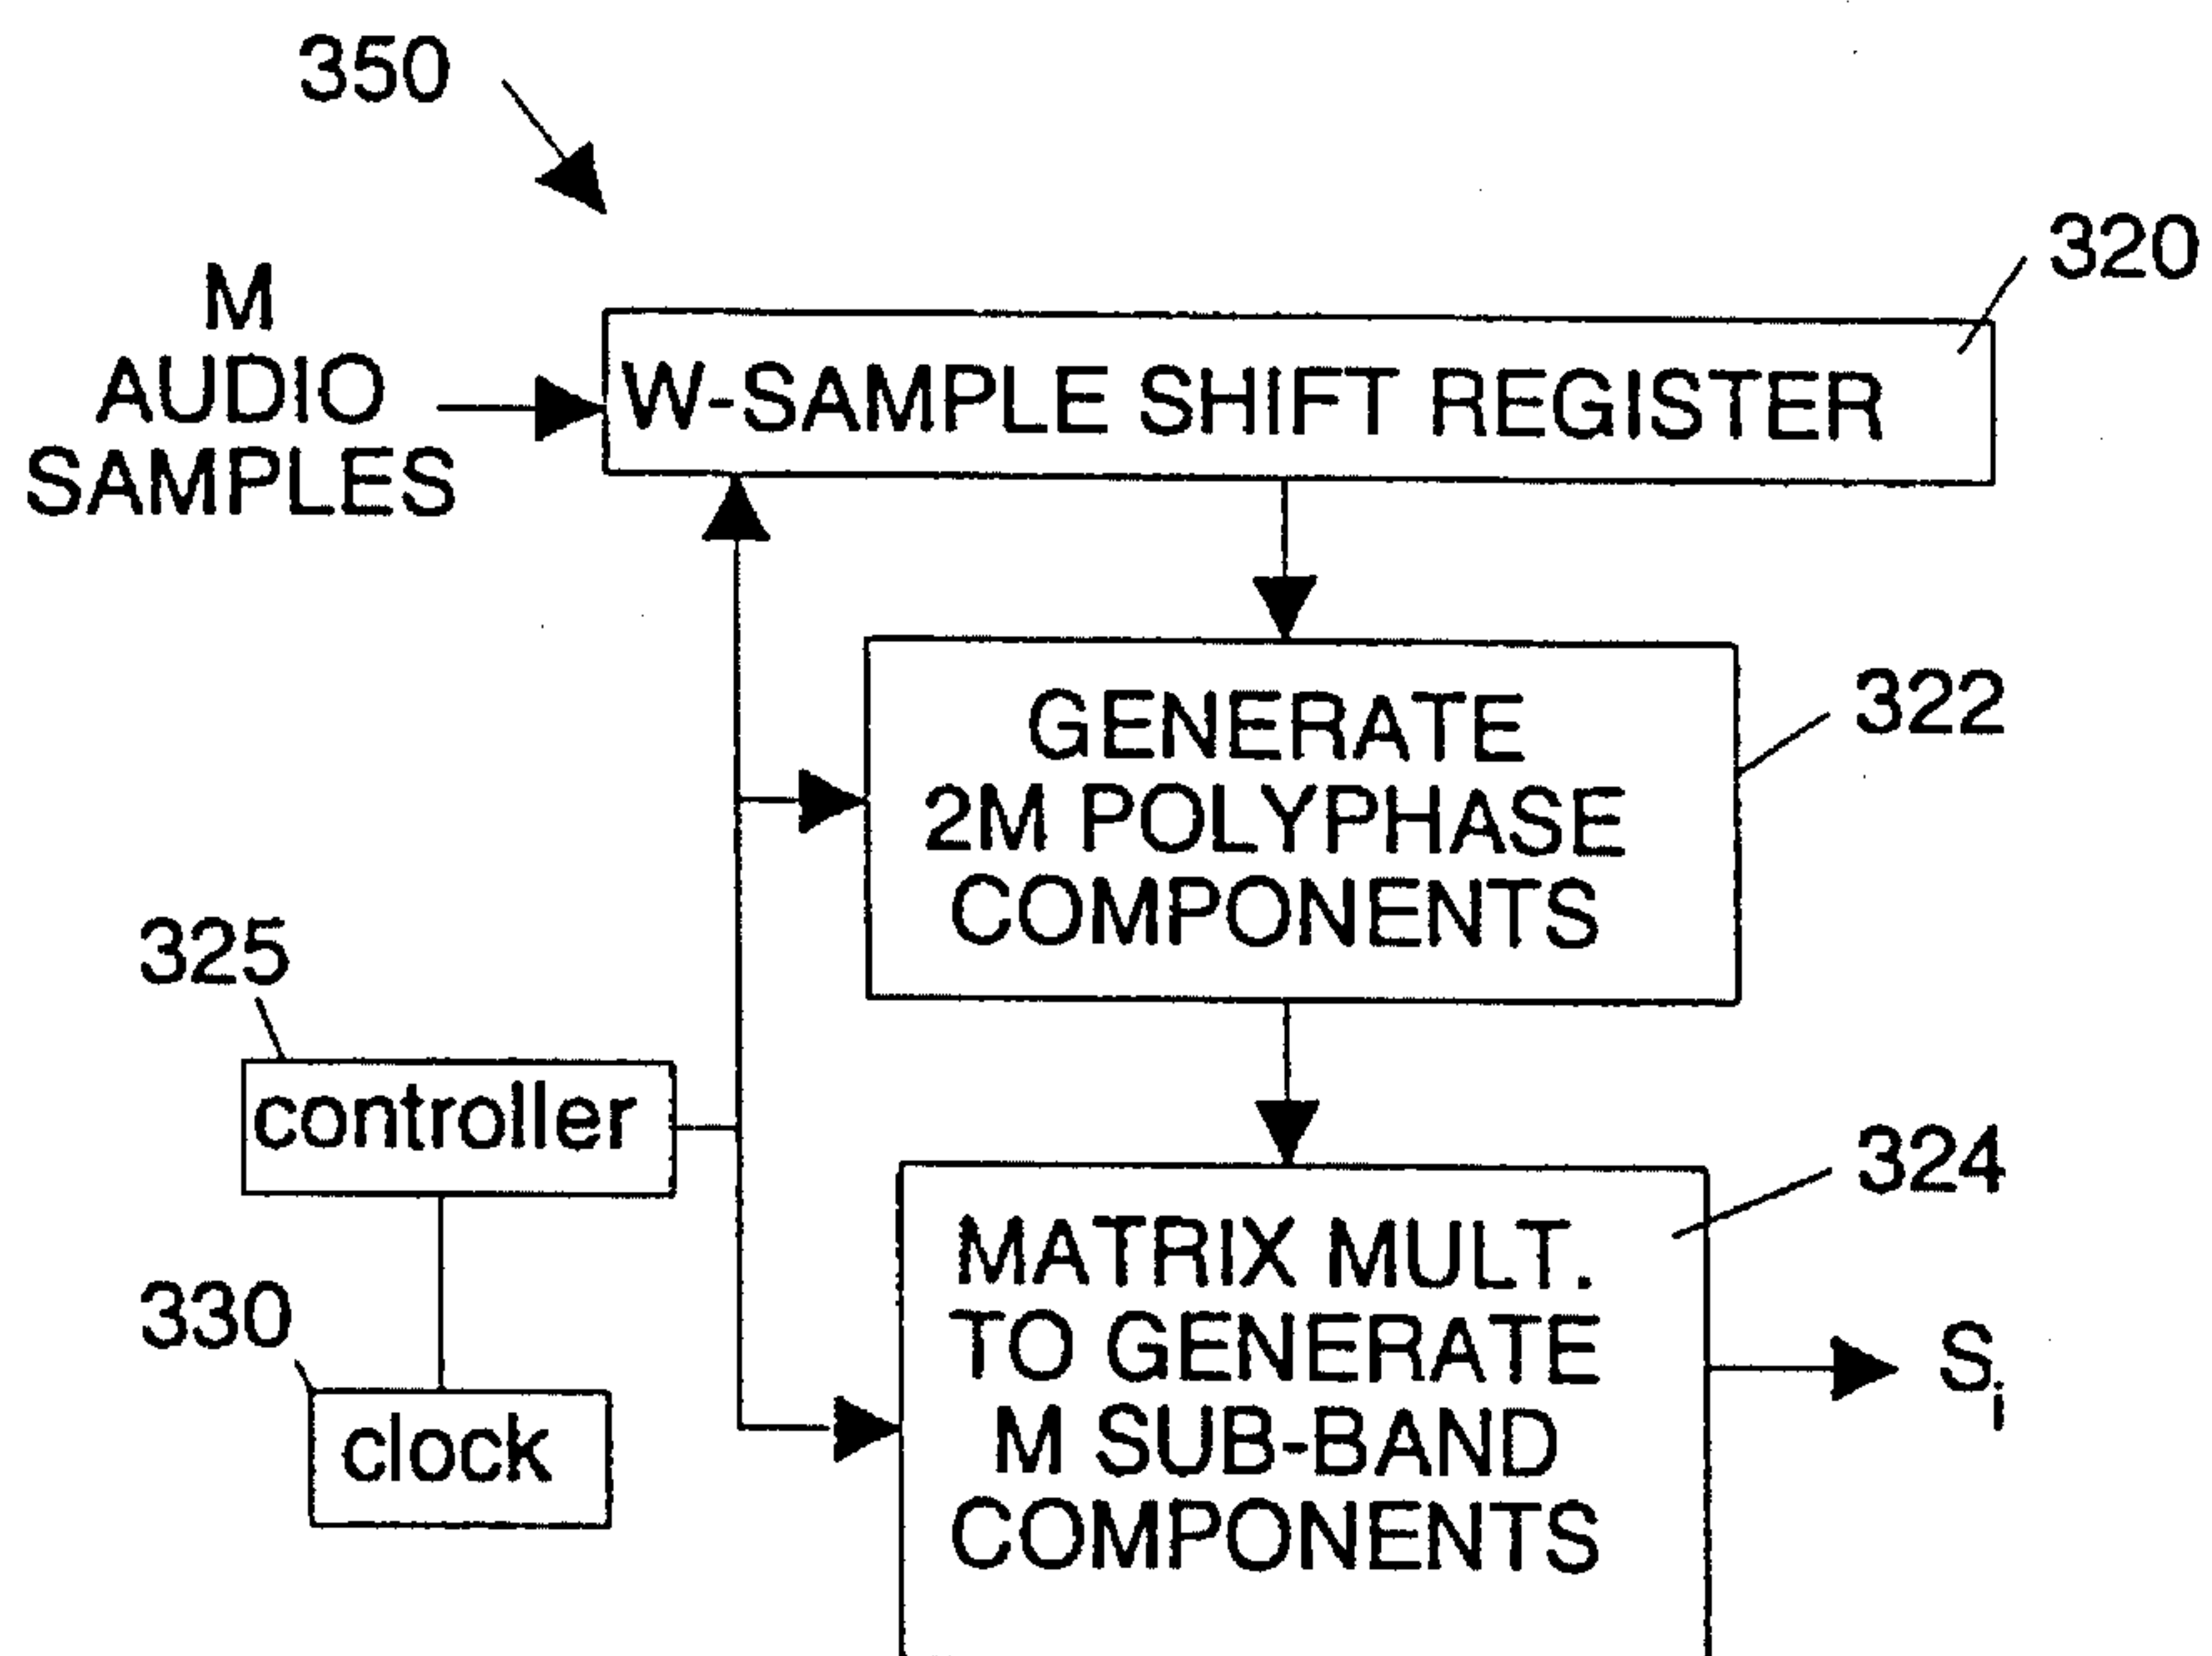 350
320
M
AUDIO
SAMPLES
W-SAMPLE SHIFT REGISTER
322
GENERATE
2M POLYPHASE
COMPONENTS
325
controller
324
330
clock
MATRIX MULT.
TO GENERATE
M SUB-BAND
COMPONENTS
Si